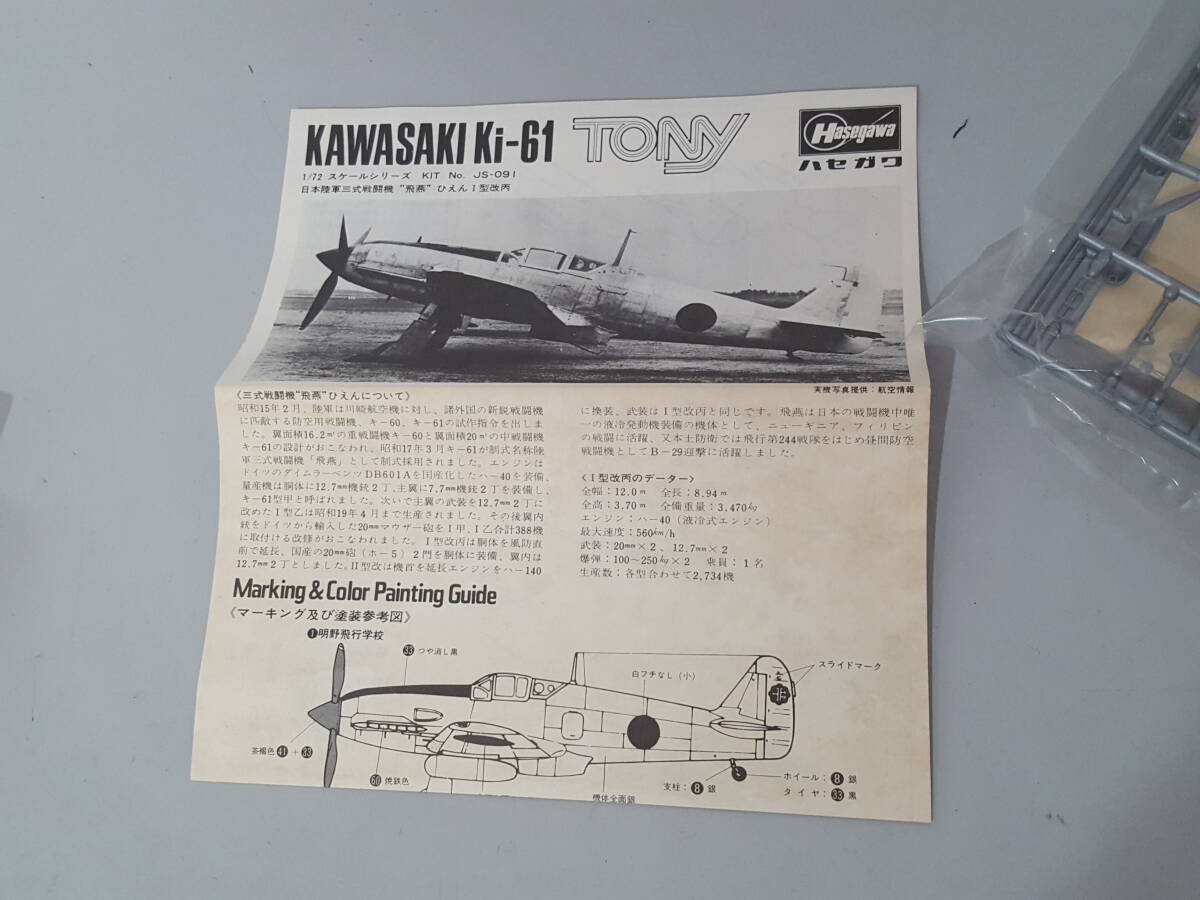 KAWASAKI Ki-61 TONY
Hasegawa
ハセガワ
1/72 スケールシリーズ KIT No. JS-091
日本陸軍三式戦闘機“飛燕”ひえんⅠ型改丙
実機写真提供：航空情報
〈三式戦闘機“飛燕”ひえんについて〉
昭和15年2月、陸軍は川崎航空機に対し、諸外国の新鋭戦闘機
に匹敵する防空用戦闘機、キー60、キー61の試作指令を出しま
した。翼面積16.2㎡の重戦闘機キー60と翼面積20㎡の中戦闘機
キー61の設計がおこなわれ、昭和17年3月キー61が制式名称陸
軍三式戦闘機「飛燕」として制式採用されました。エンジンは
ドイツのダイムラーベンツDB601Aを国産化したハー40を装備、
量産機は胴体に12.7㎜機銃2丁、主翼に7.7㎜機銃2丁を装備し、
キー61型甲と呼ばれました。次いで主翼の武装を12.7㎜2丁に
改めたⅠ型乙は昭和19年4月まで生産されました。その後翼内
銃をドイツから輸入した20㎜マウザー砲をⅠ甲、Ⅰ乙合計388機
に取付ける改修がおこなわれました。Ⅰ型改丙は胴体を風防直
前で延長、国産の20㎜砲（ホー5）2門を胴体に装備、翼内は
12.7㎜2丁としました。Ⅱ型改は機首を延長エンジンをハー140
に換装、武装はⅠ型改丙と同じです。飛燕は日本の戦闘機中唯
一の液冷発動機装備の機体として、ニューギニア、フィリピン
の戦闘に活躍、又本土防衛では飛行第244戦隊をはじめ昼間防空
戦闘機としてB－29迎撃に活躍しました。
〈Ⅰ型改丙のデーター〉
全幅：12.0m 全長：8.94m
全高：3.70m 全備重量：3.470㎏
エンジン：ハー40（液冷式エンジン）
最大速度：560㎞/h
武装：20㎜×2、12.7㎜×2
爆弾：100～250㎏×2 乗員：1名
生産数：各型合わせて2,734機
Marking & Color Painting Guide
《マーキング及び塗装参考図》
❶明野飛行学校
33 つや消し黒
白フチなし（小）
スライドマーク
茶褐色 41 + 33
60 焼鉄色
機体全面銀
支柱：8 銀
ホイール：8 銀
タイヤ：33 黒